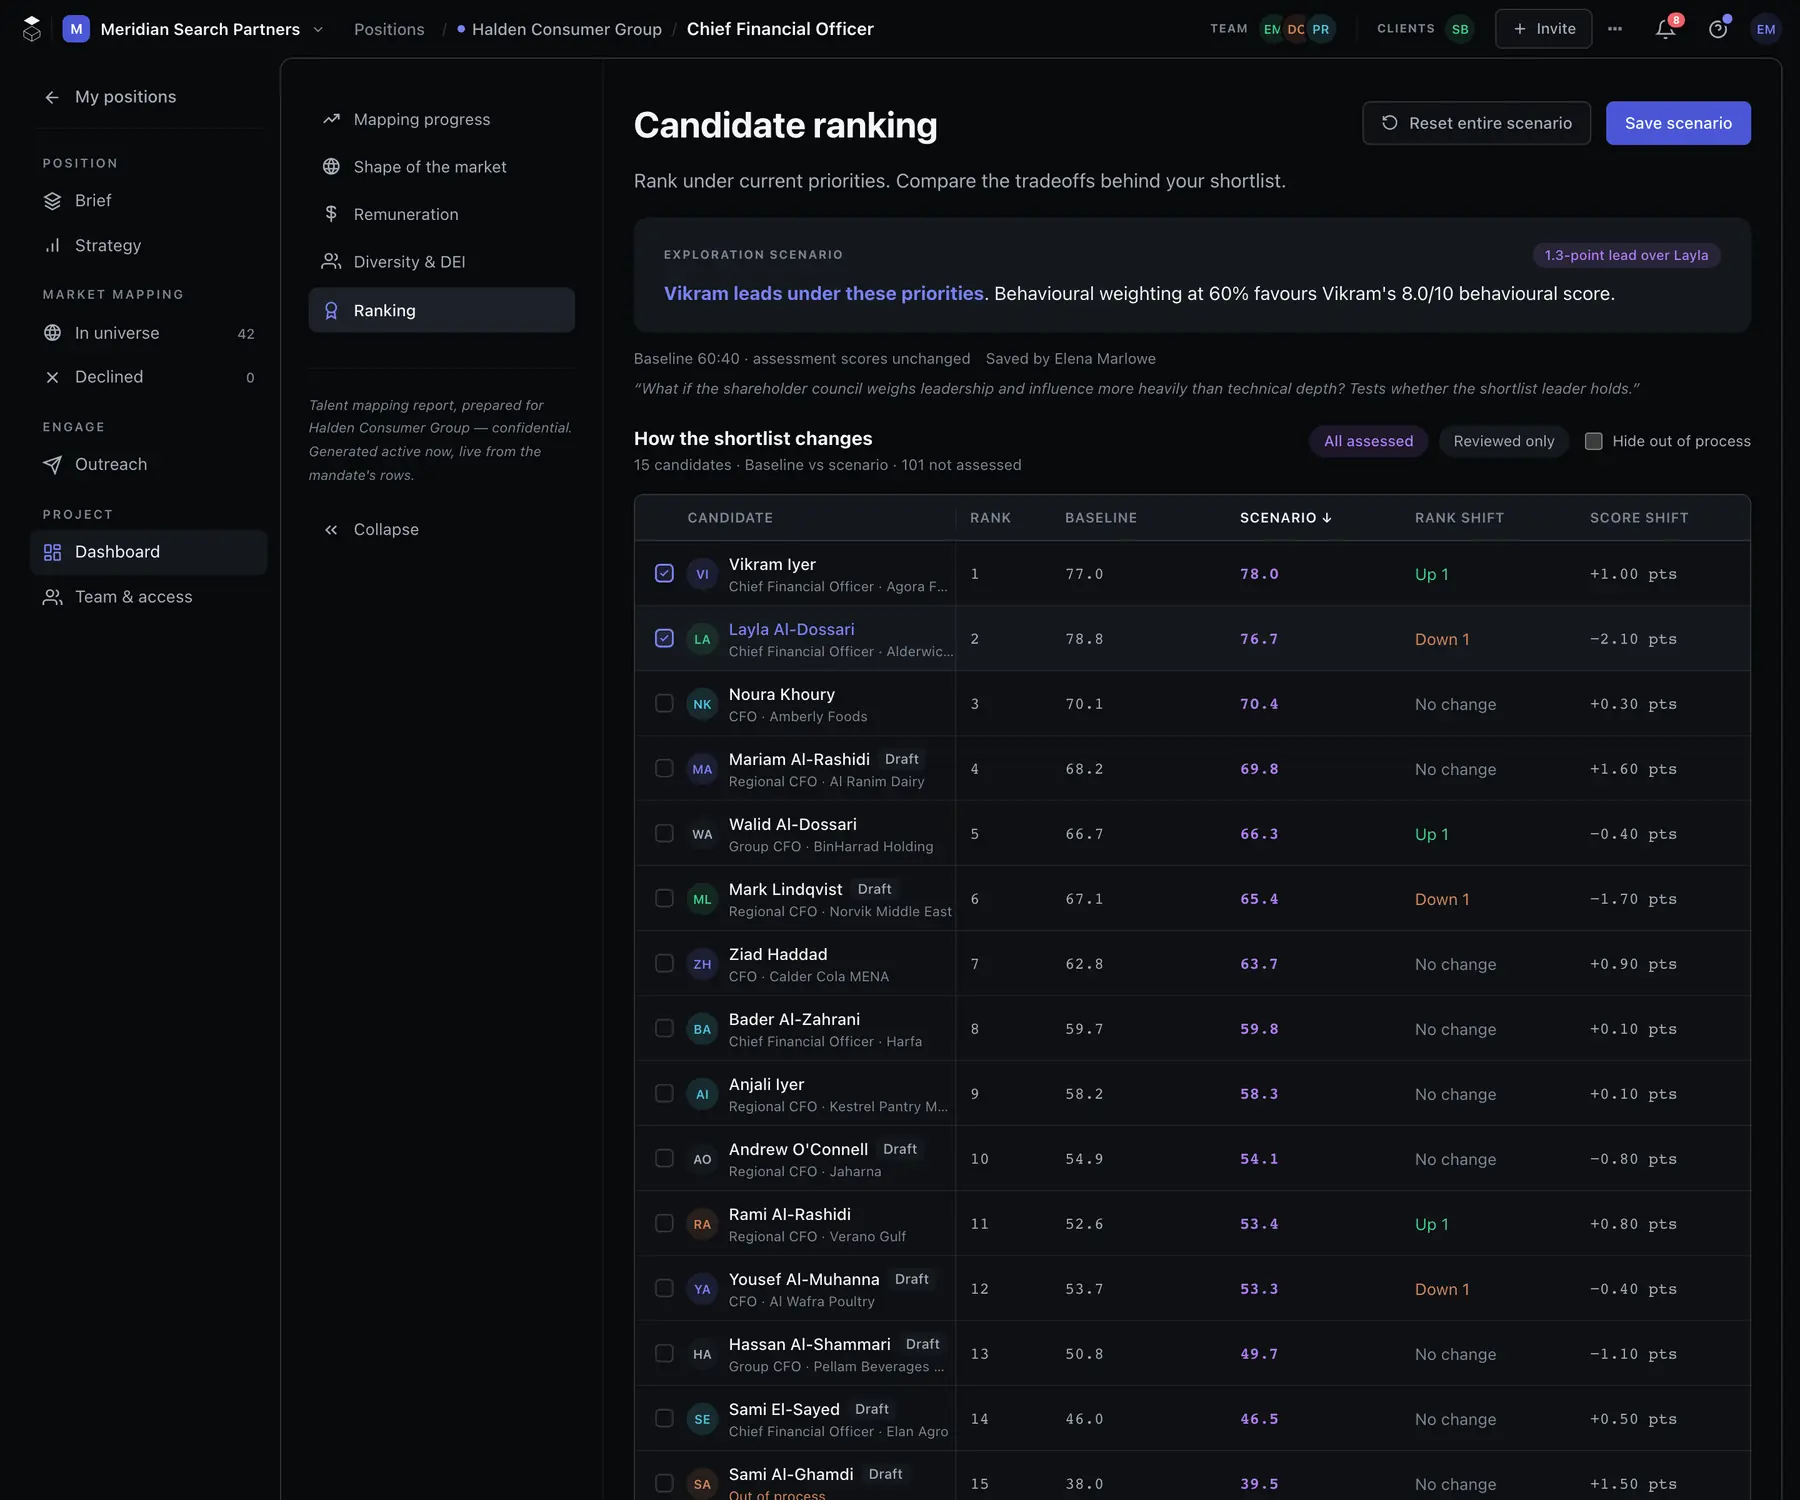 M Meridian Search Partners Positions / Halden Consumer Group / Chief Financial Officer TEAM EM DC PR CLIENTS SB + Invite 8 EM
My positions
POSITION
Brief
Strategy
MARKET MAPPING
In universe 42
Declined 0
ENGAGE
Outreach
PROJECT
Dashboard
Team & access
Mapping progress
Shape of the market
Remuneration
Diversity & DEI
Ranking
Talent mapping report, prepared for
Halden Consumer Group — confidential.
Generated active now, live from the
mandate's rows.
Collapse
Candidate ranking
Reset entire scenario
Save scenario
Rank under current priorities. Compare the tradeoffs behind your shortlist.
EXPLORATION SCENARIO
1.3-point lead over Layla
Vikram leads under these priorities. Behavioural weighting at 60% favours Vikram's 8.0/10 behavioural score.
Baseline 60:40 · assessment scores unchanged Saved by Elena Marlowe
“What if the shareholder council weighs leadership and influence more heavily than technical depth? Tests whether the shortlist leader holds.”
How the shortlist changes
15 candidates · Baseline vs scenario · 101 not assessed
All assessed Reviewed only Hide out of process
CANDIDATE RANK BASELINE SCENARIO ↓ RANK SHIFT SCORE SHIFT
VI Vikram Iyer 1 77.0 78.0 Up 1 +1.00 pts
Chief Financial Officer · Agora F...
LA Layla Al-Dossari 2 78.8 76.7 Down 1 −2.10 pts
Chief Financial Officer · Alderwic...
NK Noura Khoury 3 70.1 70.4 No change +0.30 pts
CFO · Amberly Foods
MA Mariam Al-Rashidi Draft 4 68.2 69.8 No change +1.60 pts
Regional CFO · Al Ranim Dairy
WA Walid Al-Dossari 5 66.7 66.3 Up 1 −0.40 pts
Group CFO · BinHarrad Holding
ML Mark Lindqvist Draft 6 67.1 65.4 Down 1 −1.70 pts
Regional CFO · Norvik Middle East
ZH Ziad Haddad 7 62.8 63.7 No change +0.90 pts
CFO · Calder Cola MENA
BA Bader Al-Zahrani 8 59.7 59.8 No change +0.10 pts
Chief Financial Officer · Harfa
AI Anjali Iyer 9 58.2 58.3 No change +0.10 pts
Regional CFO · Kestrel Pantry M...
AO Andrew O'Connell Draft 10 54.9 54.1 No change −0.80 pts
Regional CFO · Jaharna
RA Rami Al-Rashidi 11 52.6 53.4 Up 1 +0.80 pts
Regional CFO · Verano Gulf
YA Yousef Al-Muhanna Draft 12 53.7 53.3 Down 1 −0.40 pts
CFO · Al Wafra Poultry
HA Hassan Al-Shammari Draft 13 50.8 49.7 No change −1.10 pts
Group CFO · Pellam Beverages ...
SE Sami El-Sayed Draft 14 46.0 46.5 No change +0.50 pts
Chief Financial Officer · Elan Agro
SA Sami Al-Ghamdi Draft 15 38.0 39.5 No change +1.50 pts
Out of process